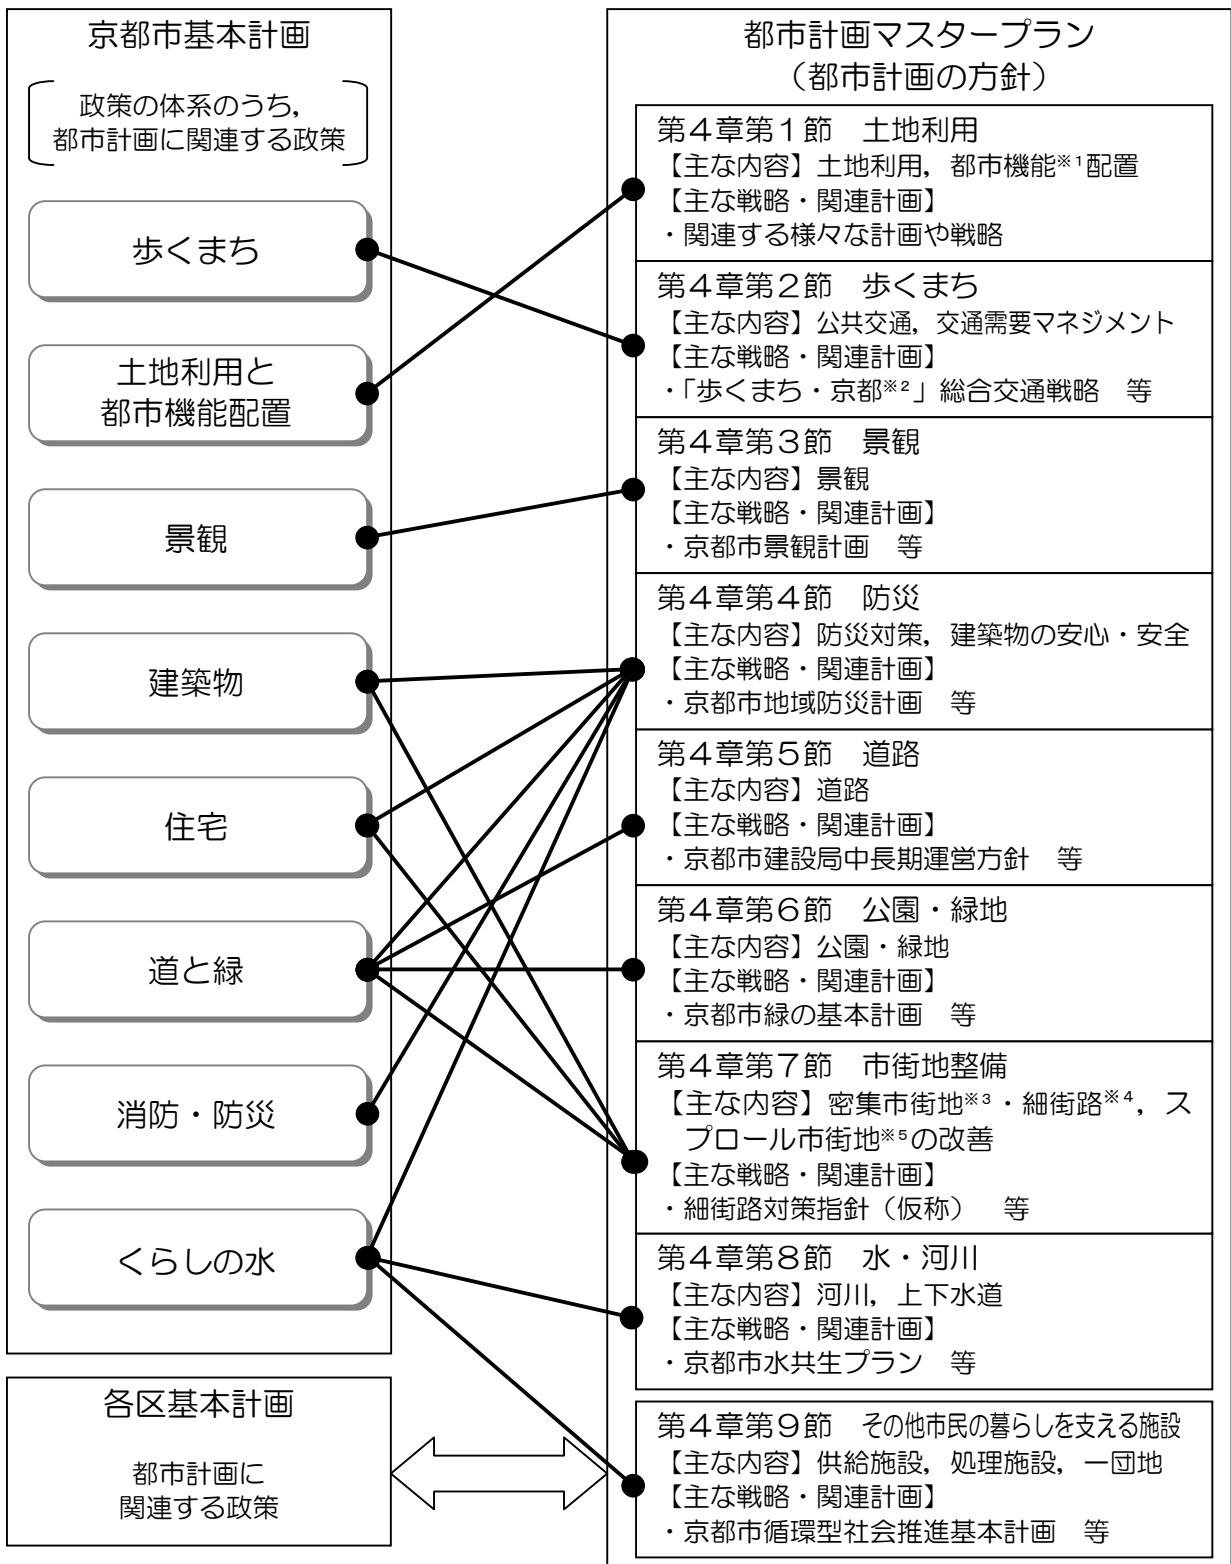 京都市基本計画
政策の体系のうち，
都市計画に関連する政策
歩くまち
土地利用と
都市機能配置
景観
建築物
住宅
道と緑
消防・防災
くらしの水
各区基本計画
都市計画に
関連する政策
都市計画マスタープラン
（都市計画の方針）
第４章第１節　土地利用
【主な内容】土地利用，都市機能※１配置
【主な戦略・関連計画】
・関連する様々な計画や戦略
第４章第２節　歩くまち
【主な内容】公共交通，交通需要マネジメント
【主な戦略・関連計画】
・「歩くまち・京都※２」総合交通戦略　等
第４章第３節　景観
【主な内容】景観
【主な戦略・関連計画】
・京都市景観計画　等
第４章第４節　防災
【主な内容】防災対策，建築物の安心・安全
【主な戦略・関連計画】
・京都市地域防災計画　等
第４章第５節　道路
【主な内容】道路
【主な戦略・関連計画】
・京都市建設局中長期運営方針　等
第４章第６節　公園・緑地
【主な内容】公園・緑地
【主な戦略・関連計画】
・京都市緑の基本計画　等
第４章第７節　市街地整備
【主な内容】密集市街地※３・細街路※４，ス
プロール市街地※５の改善
【主な戦略・関連計画】
・細街路対策指針（仮称）　等
第４章第８節　水・河川
【主な内容】河川，上下水道
【主な戦略・関連計画】
・京都市水共生プラン　等
第４章第９節　その他市民の暮らしを支える施設
【主な内容】供給施設，処理施設，一団地
【主な戦略・関連計画】
・京都市循環型社会推進基本計画　等